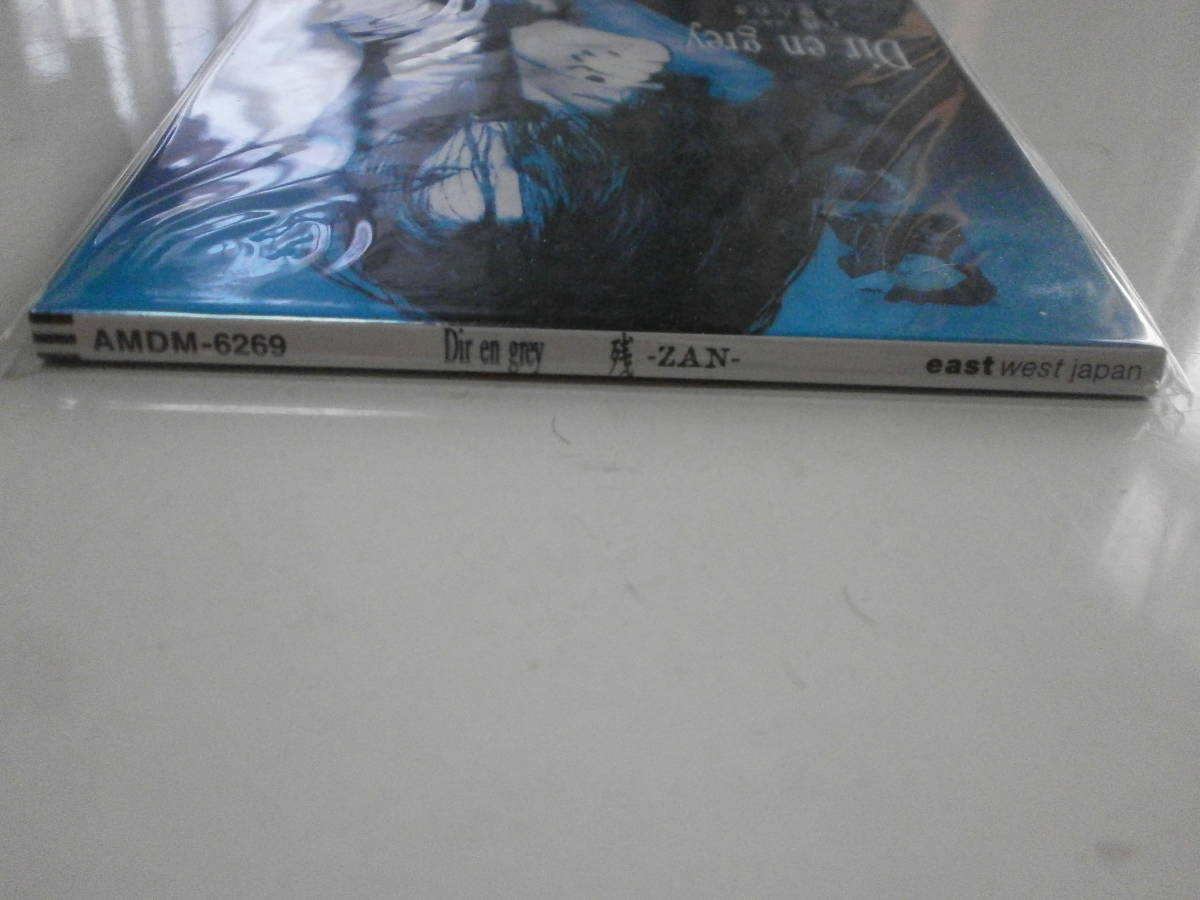 Dir en grey
AMDM-6269 Dir en grey 残 -ZAN- east west japan